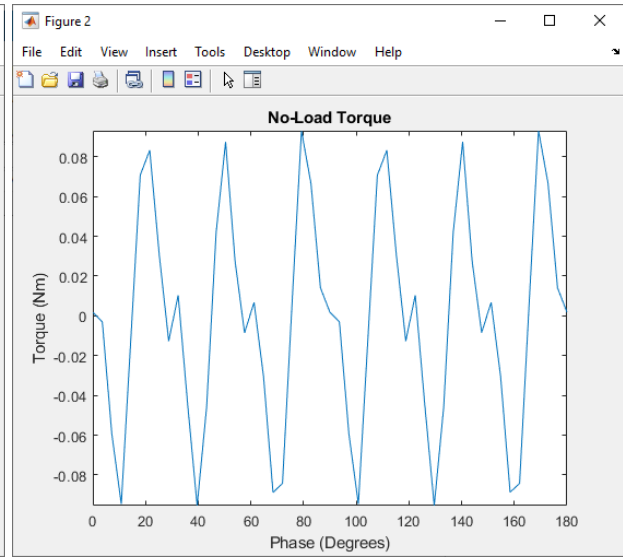 Figure 2
File Edit View Insert Tools Desktop Window Help
No-Load Torque
0.08
0.06
0.04
0.02
0
-0.02
-0.04
-0.06
-0.08
Torque (Nm)
0 20 40 60 80 100 120 140 160 180
Phase (Degrees)